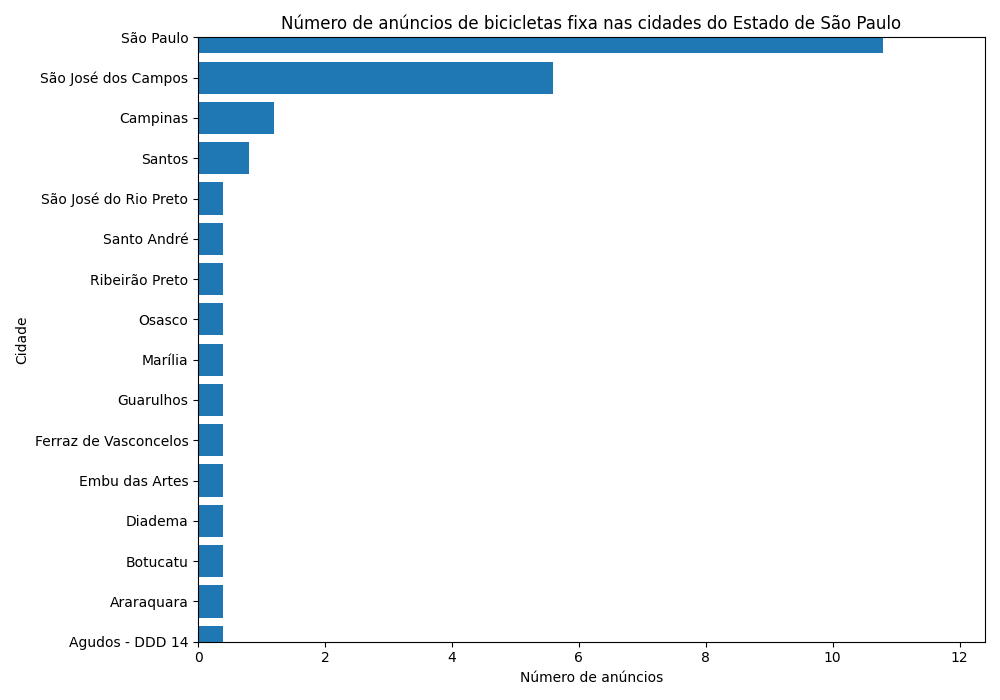 Número de anúncios de bicicletas fixa nas cidades do Estado de São Paulo
São Paulo
São José dos Campos
Campinas
Santos
São José do Rio Preto
Santo André
Ribeirão Preto
Osasco
Marília
Guarulhos
Ferraz de Vasconcelos
Embu das Artes
Diadema
Botucatu
Araraquara
Agudos - DDD 14
Cidade
0 2 4 6 8 10 12
Número de anúncios